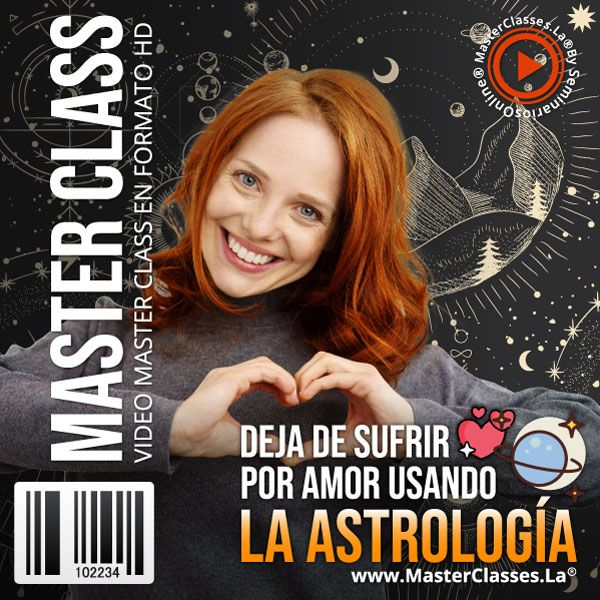 MASTER CLASS
VIDEO MASTER CLASS EN FORMATO HD
MasterClasses.La® By SeminariosOnline®
DEJA DE SUFRIR
POR AMOR USANDO
LA ASTROLOGÍA
www.MasterClasses.La®
102234